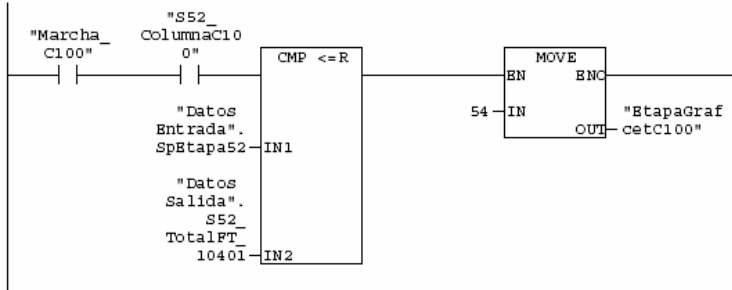 "S52_
"Marcha_
ColumnaC10
C100"
0"
CMP <=R
MOVE
EN
ENO
"Datos
Entrada".
SpEtapa52
IN1
54
IN
"EtapaGraf
OUT
cetC100"
"Datos
Salida".
S52_
TotalFT_
10401
IN2